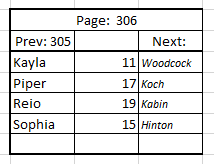 Page: 306
Prev: 305 Next:
Kayla 11 Woodcock
Piper 17 Koch
Reio 19 Kabin
Sophia 15 Hinton